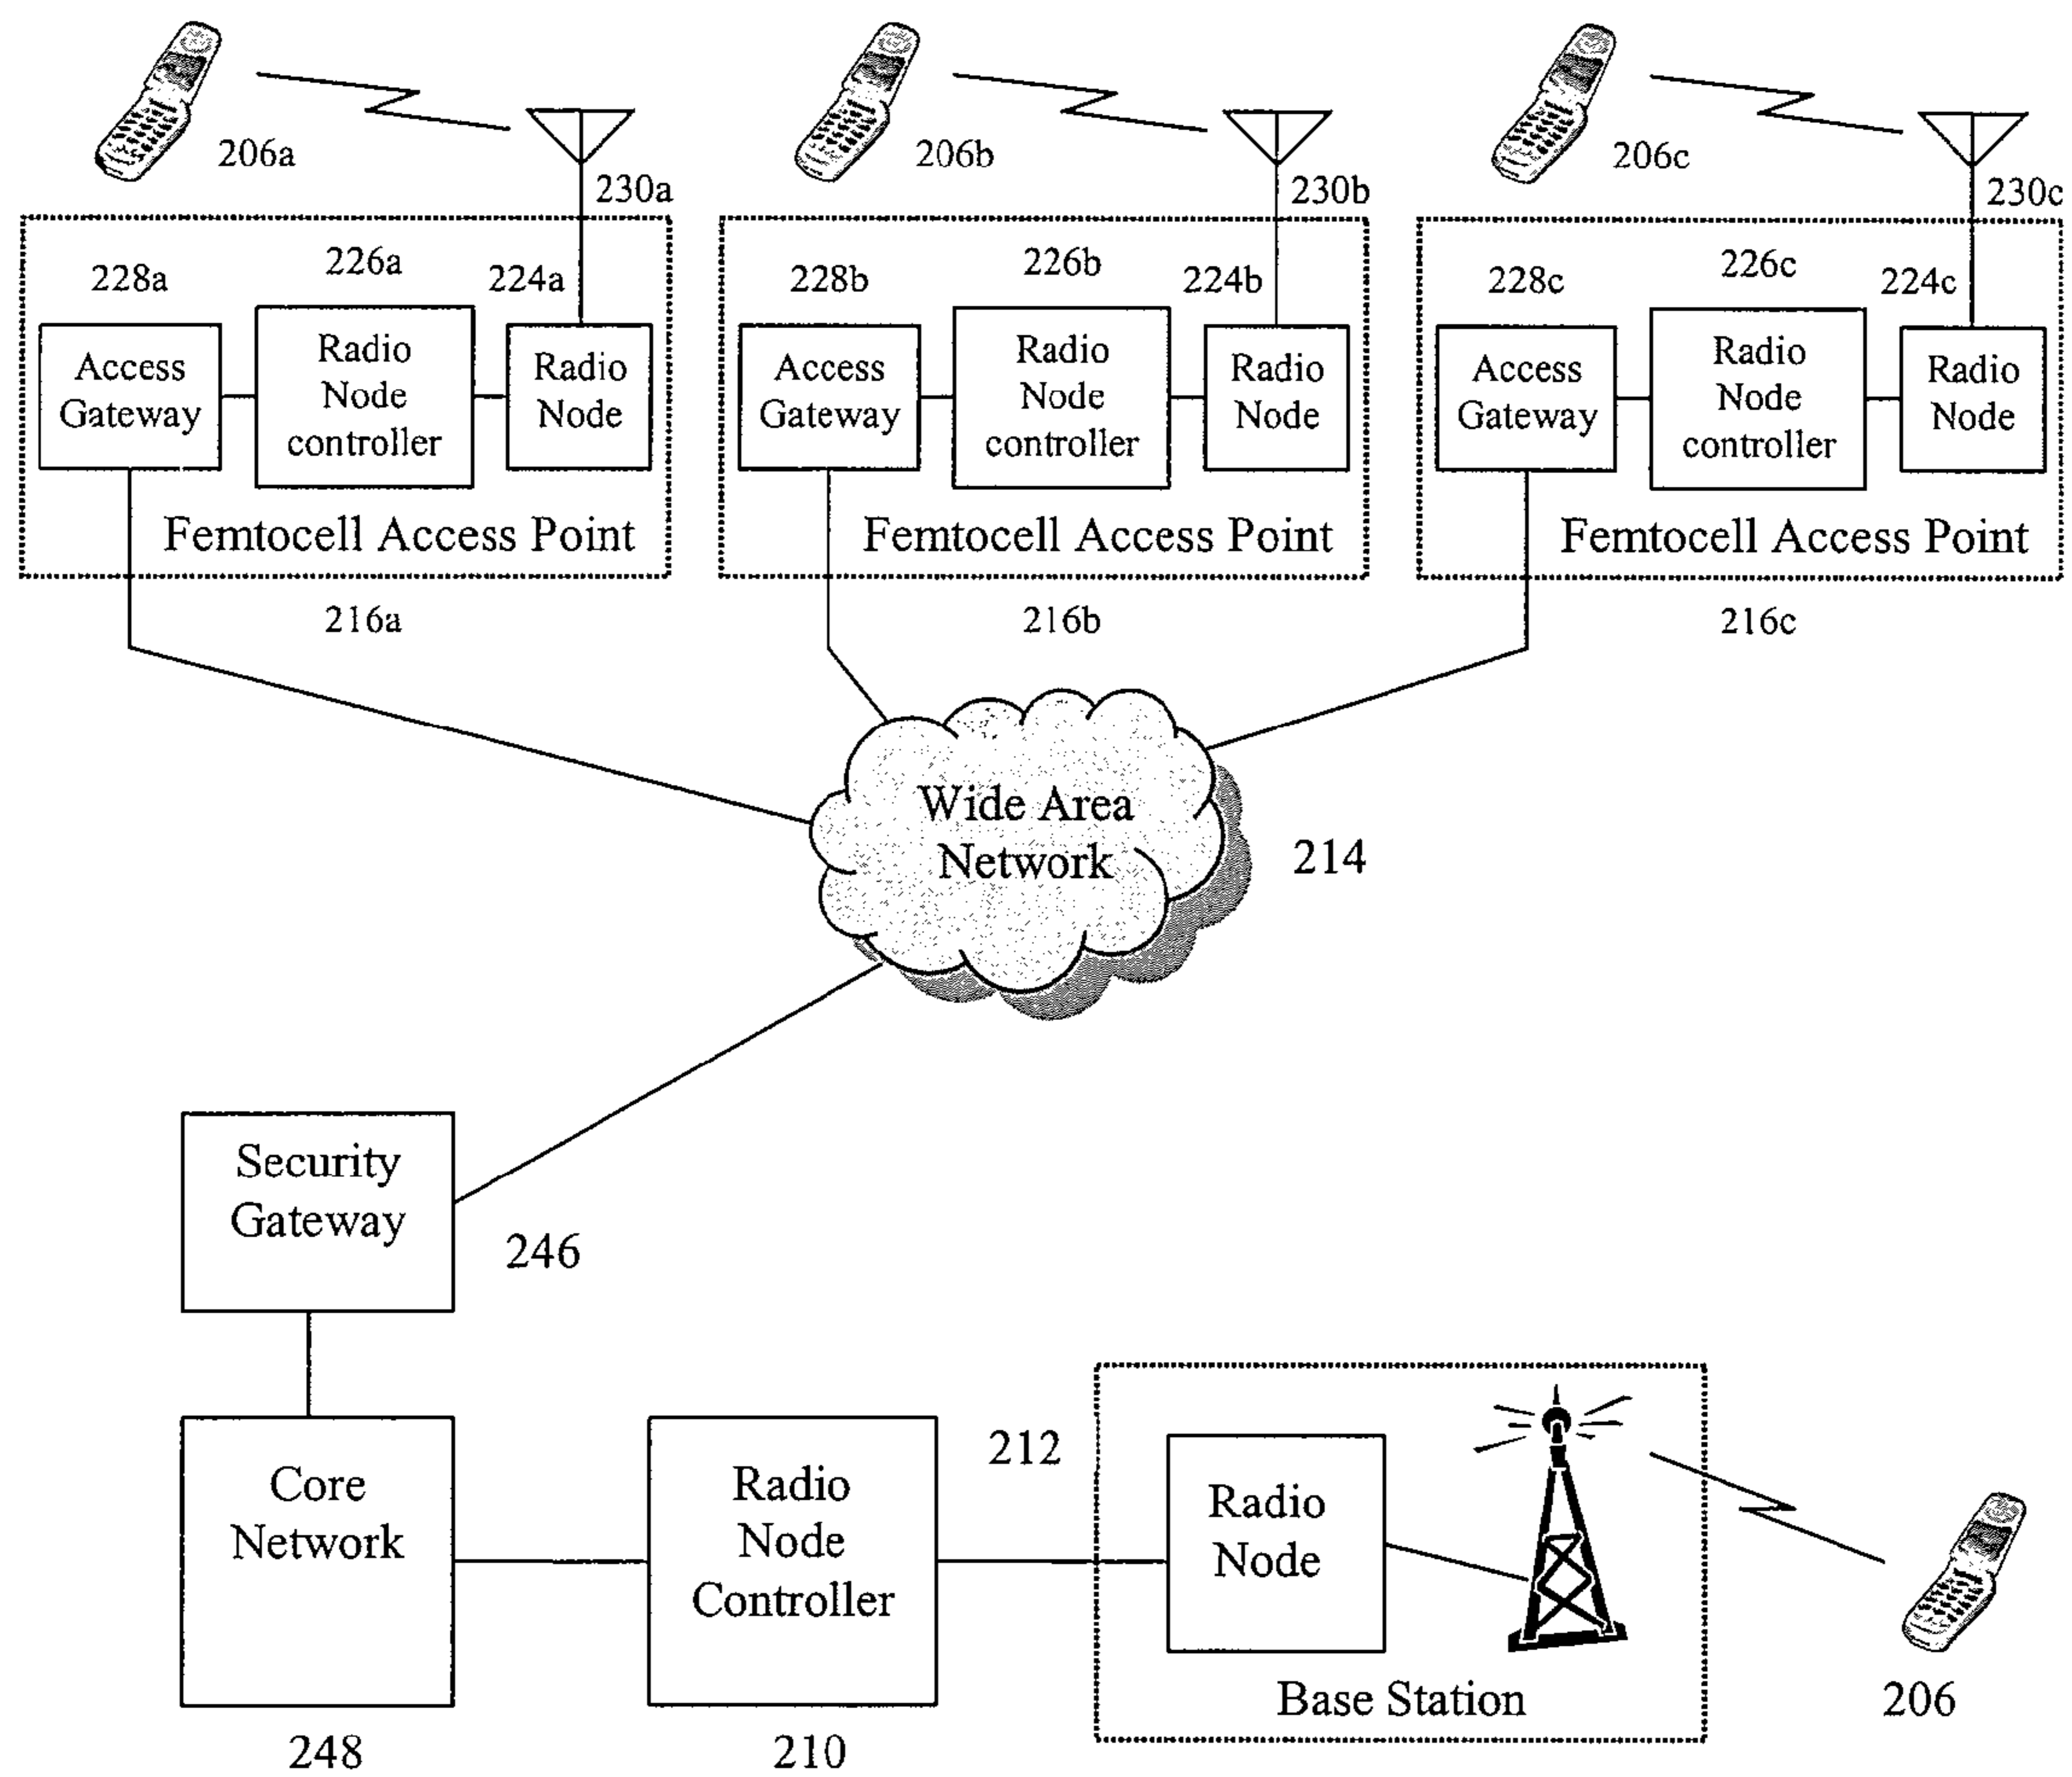 206a
206b
206c
230a
230b
230c
228a
226a
224a
228b
226b
224b
228c
226c
224c
Access
Gateway
Radio
Node
controller
Radio
Node
Access
Gateway
Radio
Node
controller
Radio
Node
Access
Gateway
Radio
Node
controller
Radio
Node
Femtocell Access Point
Femtocell Access Point
Femtocell Access Point
216a
216b
216c
Wide Area
Network
214
Security
Gateway
246
Core
Network
248
Radio
Node
Controller
210
212
Radio
Node
Base Station
206